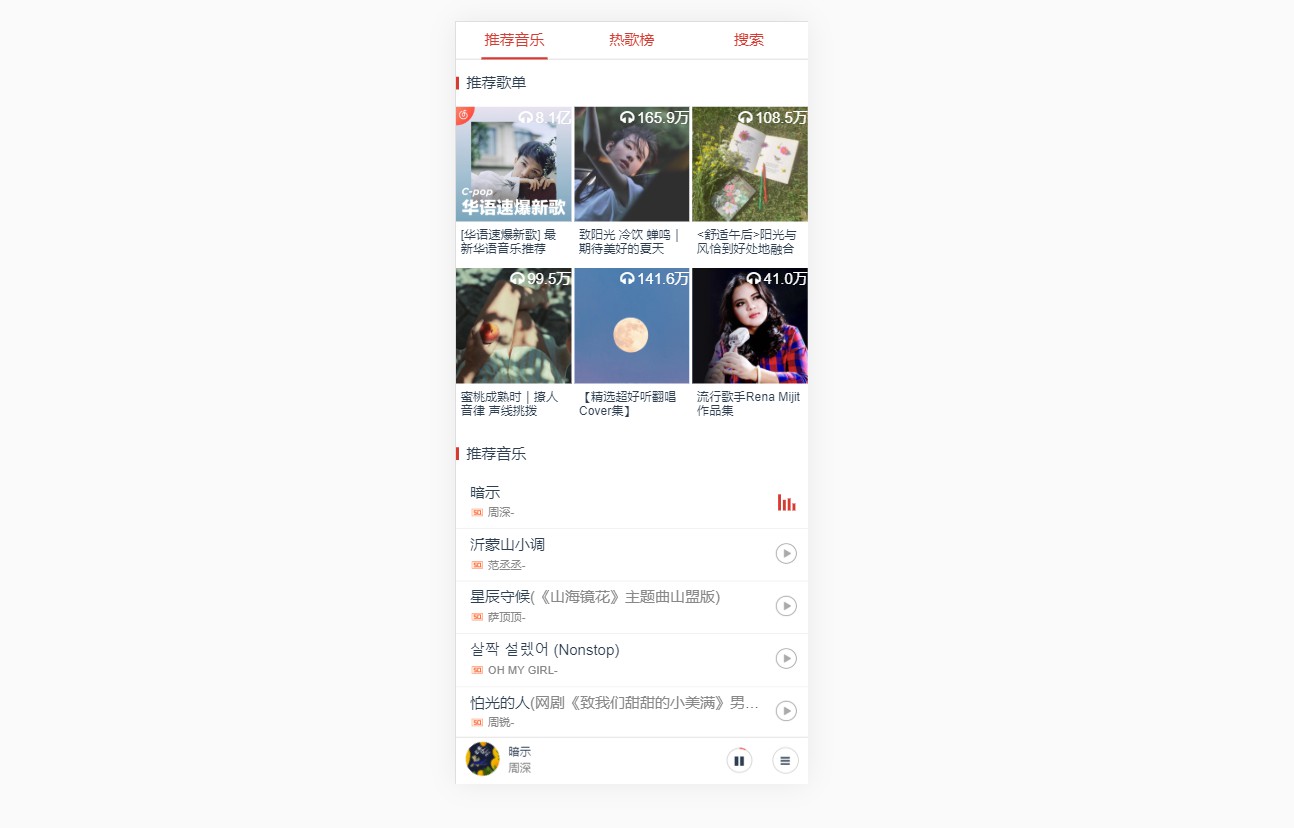 推荐音乐 热歌榜 搜索
推荐歌单
8.1亿 165.9万 108.5万
C-pop
华语速爆新歌
[华语速爆新歌] 最
新华语音乐推荐
致阳光 冷饮 蝉鸣｜
期待美好的夏天
<舒适午后>阳光与
风恰到好处地融合
99.5万 141.6万 41.0万
蜜桃成熟时｜撩人
音律 声线挑拨
【精选超好听翻唱
Cover集】
流行歌手Rena Mijit
作品集
推荐音乐
暗示
SQ 周深-
沂蒙山小调
SQ 范丞丞-
星辰守候(《山海镜花》主题曲山盟版)
SQ 萨顶顶-
살짝 설렜어 (Nonstop)
SQ OH MY GIRL-
怕光的人(网剧《致我们甜甜的小美满》男...
SQ 周锐-
暗示
周深